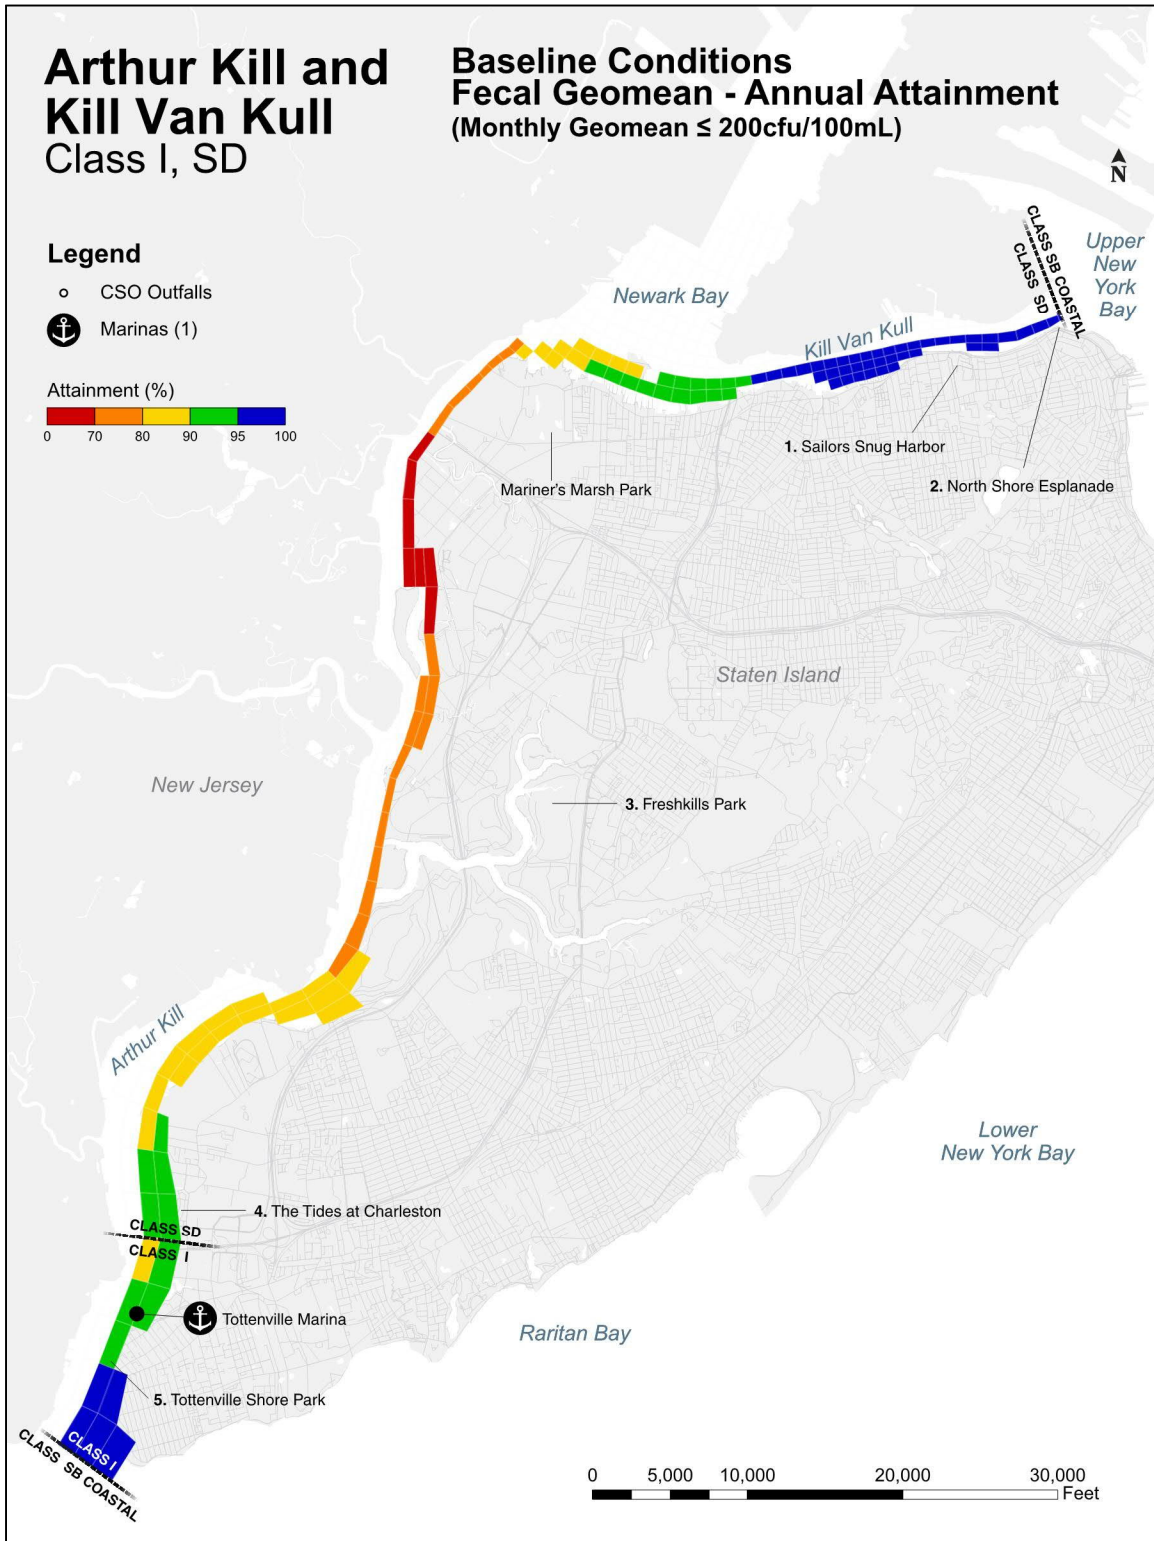 Arthur Kill and
Kill Van Kull
Class I, SD
Baseline Conditions
Fecal Geomean - Annual Attainment
(Monthly Geomean ≤ 200cfu/100mL)
N
Legend
CSO Outfalls
Marinas (1)
Attainment (%)
0 70 80 90 95 100
CLASS SB COASTAL
CLASS SD
Upper
New
York
Bay
Newark Bay
Kill Van Kull
1. Sailors Snug Harbor
2. North Shore Esplanade
Mariner's Marsh Park
Staten Island
New Jersey
3. Freshkills Park
Arthur Kill
Lower
New York Bay
4. The Tides at Charleston
CLASS SD
CLASS I
Tottenville Marina
Raritan Bay
5. Tottenville Shore Park
CLASS I
CLASS SB COASTAL
0 5,000 10,000 20,000 30,000
Feet